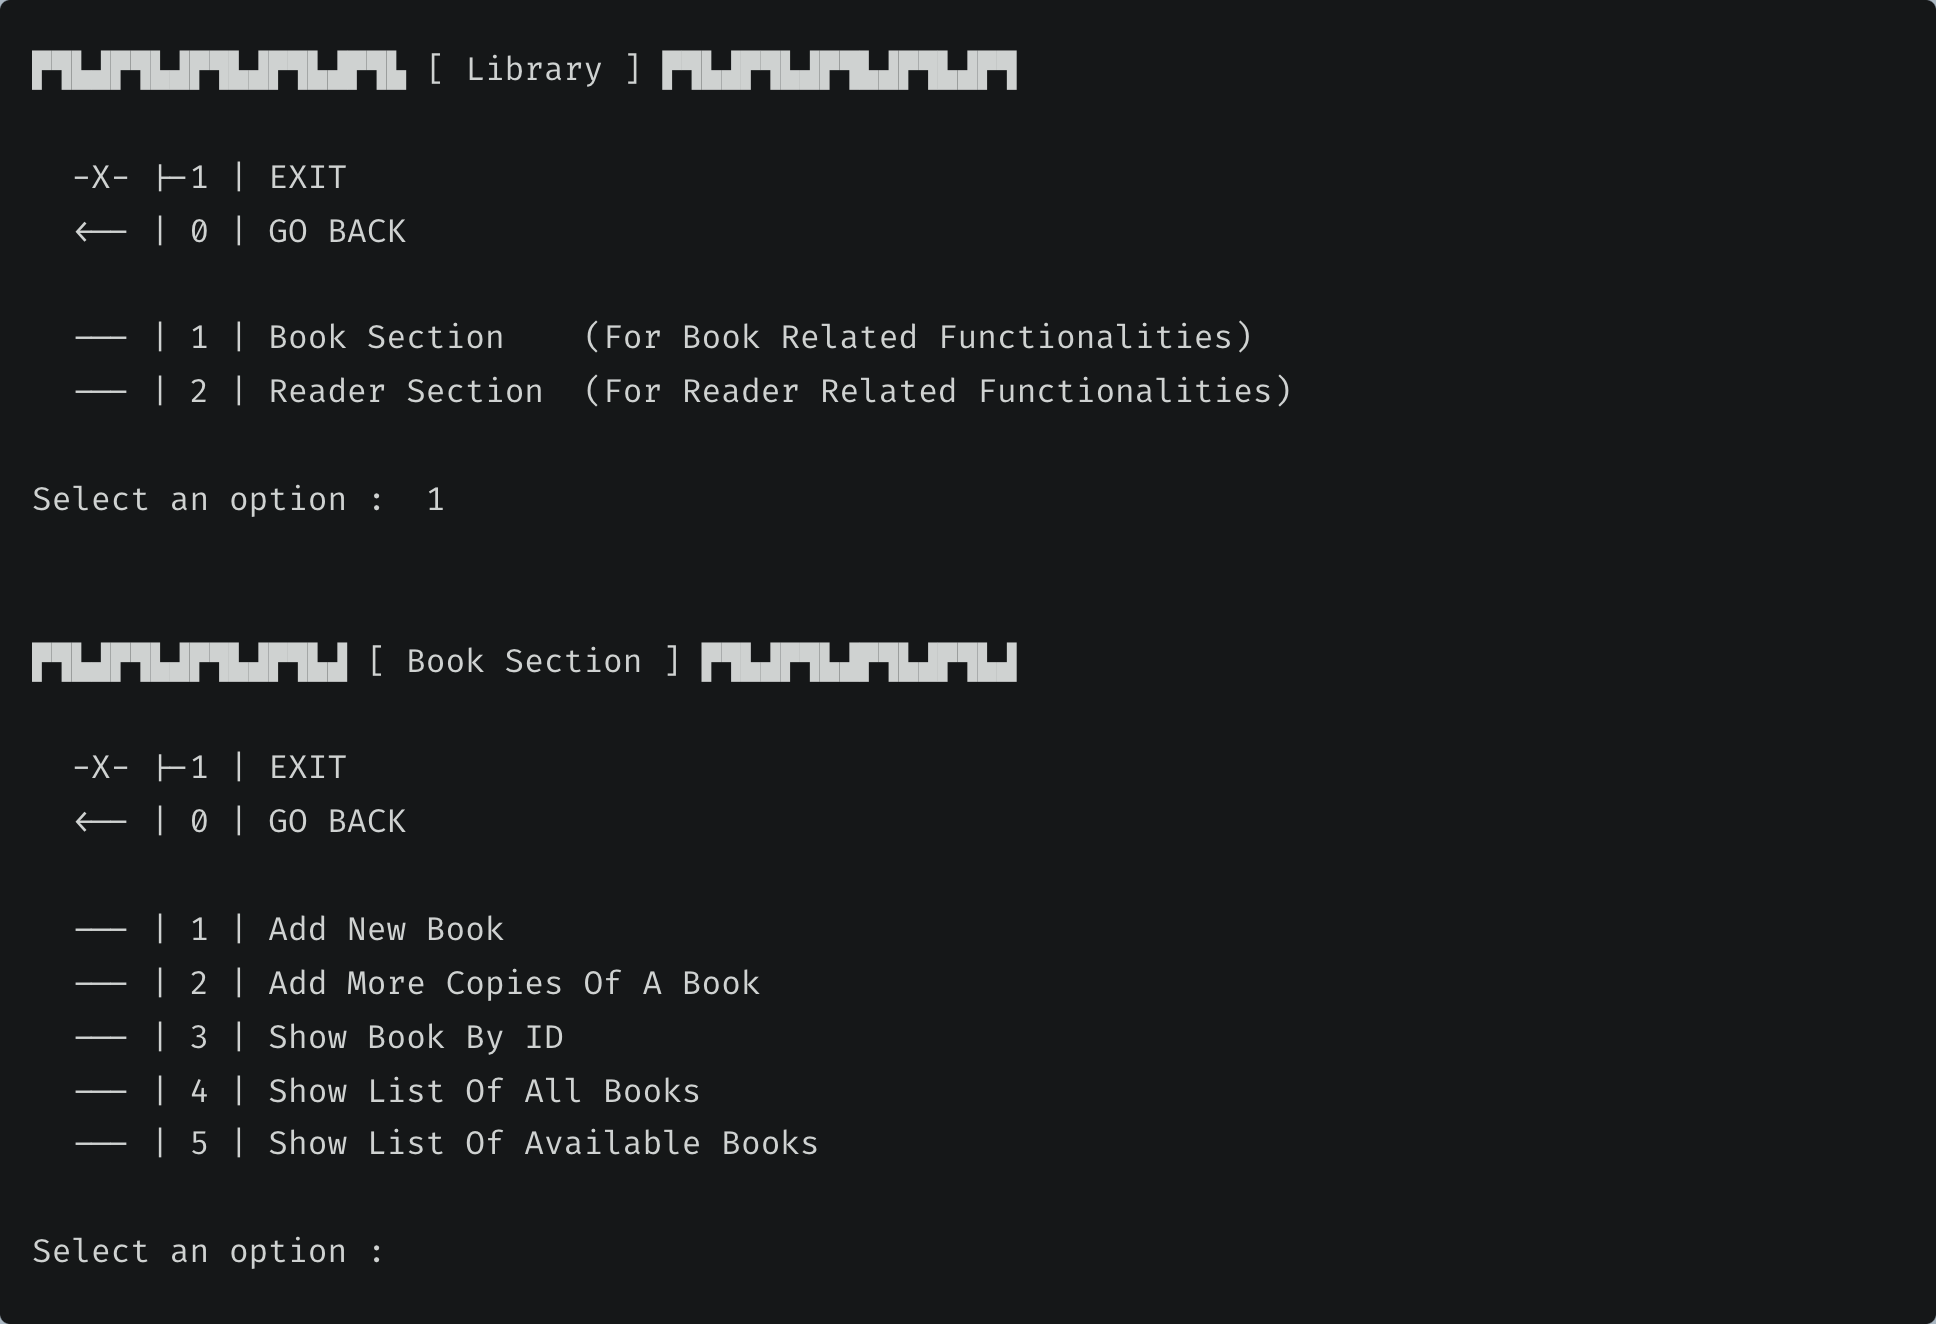 [ Library ]
-X- |-1 | EXIT
<-- | 0 | GO BACK
--- | 1 | Book Section    (For Book Related Functionalities)
--- | 2 | Reader Section  (For Reader Related Functionalities)
Select an option :  1
[ Book Section ]
-X- |-1 | EXIT
<-- | 0 | GO BACK
--- | 1 | Add New Book
--- | 2 | Add More Copies Of A Book
--- | 3 | Show Book By ID
--- | 4 | Show List Of All Books
--- | 5 | Show List Of Available Books
Select an option :